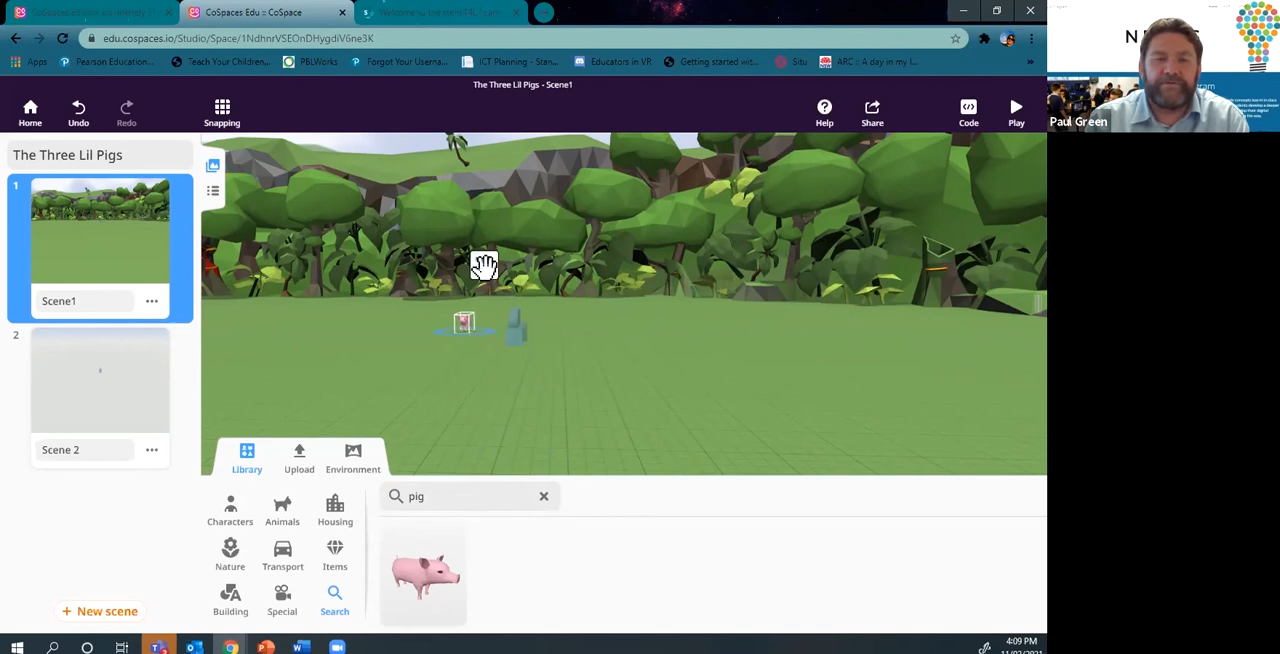 CoSpaces Edu :: CoSpace
edu.cospaces.io/Studio/Space/1NdhnrVSEOnDHygdiV6ne3K
Apps
Pearson Education...
Teach Your Children...
PBLWorks
Forgot Your Userna...
ICT Planning - Stan...
Educators in VR
Getting started wit...
Situ
ARC :: A day in my l...
»
The Three Lil Pigs - Scene1
Home
Undo
Redo
Snapping
Help
Share
Code
Play
Paul Green
The Three Lil Pigs
1
Scene1
2
Scene 2
+ New scene
Library
Upload
Environment
Characters
Animals
Housing
Nature
Transport
Items
Building
Special
Search
pig
4:09 PM